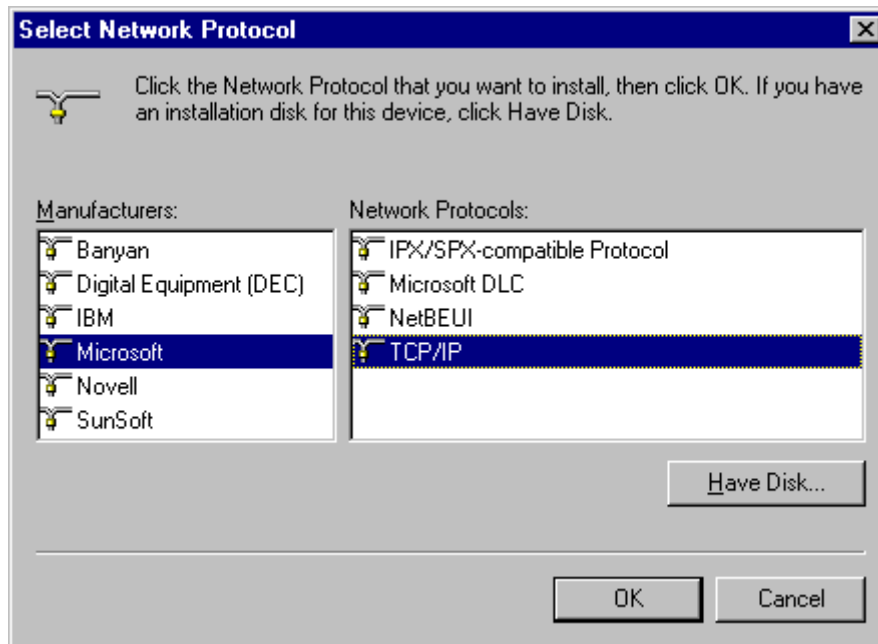 Select Network Protocol
Click the Network Protocol that you want to install, then click OK. If you have
an installation disk for this device, click Have Disk.
Manufacturers:
Banyan
Digital Equipment (DEC)
IBM
Microsoft
Novell
SunSoft
Network Protocols:
IPX/SPX-compatible Protocol
Microsoft DLC
NetBEUI
TCP/IP
Have Disk...
OK
Cancel